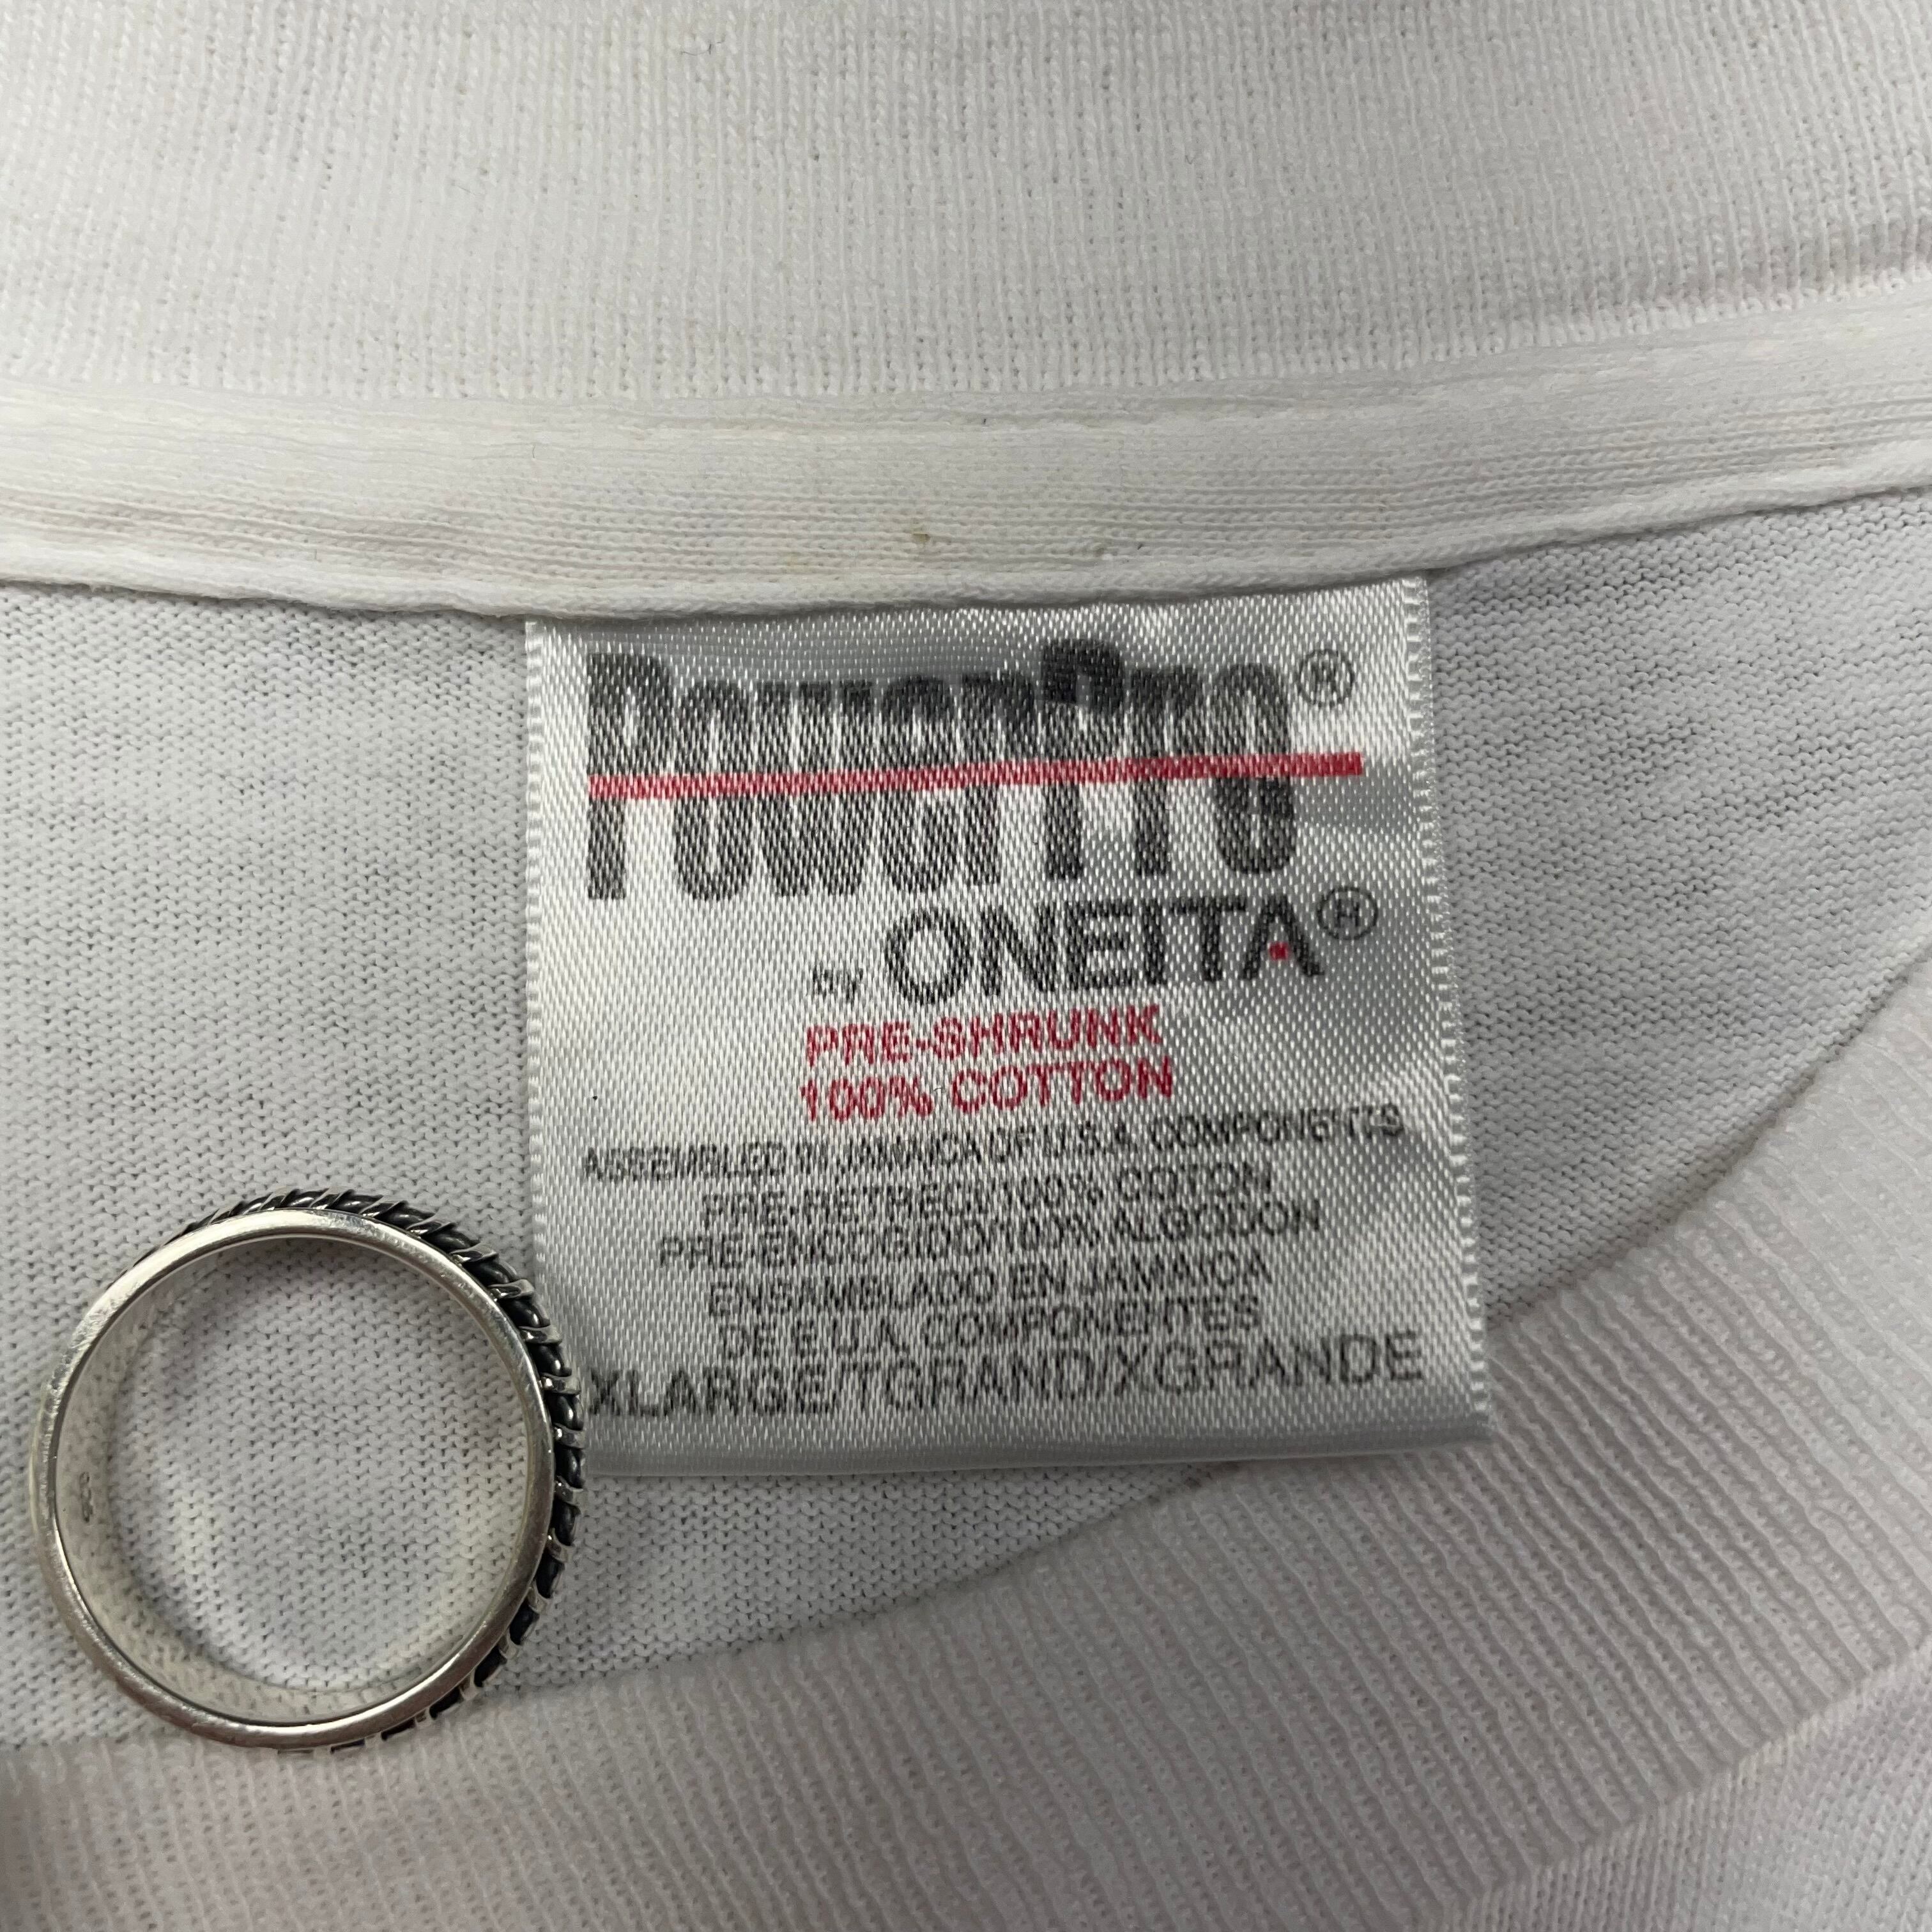 PowerPro®
by ONEITA®
PRE-SHRUNK
100% COTTON
ASSEMBLED IN JAMAICA OF U.S.A. COMPONENTS
PRE-RETRECI 100% COTON
PRE-ENCOGIDO 100% ALGODON
ENSAMBLADO EN JAMAICA
DE E.U.A. COMPONENTES
XLARGE/TGRAND/XGRANDE